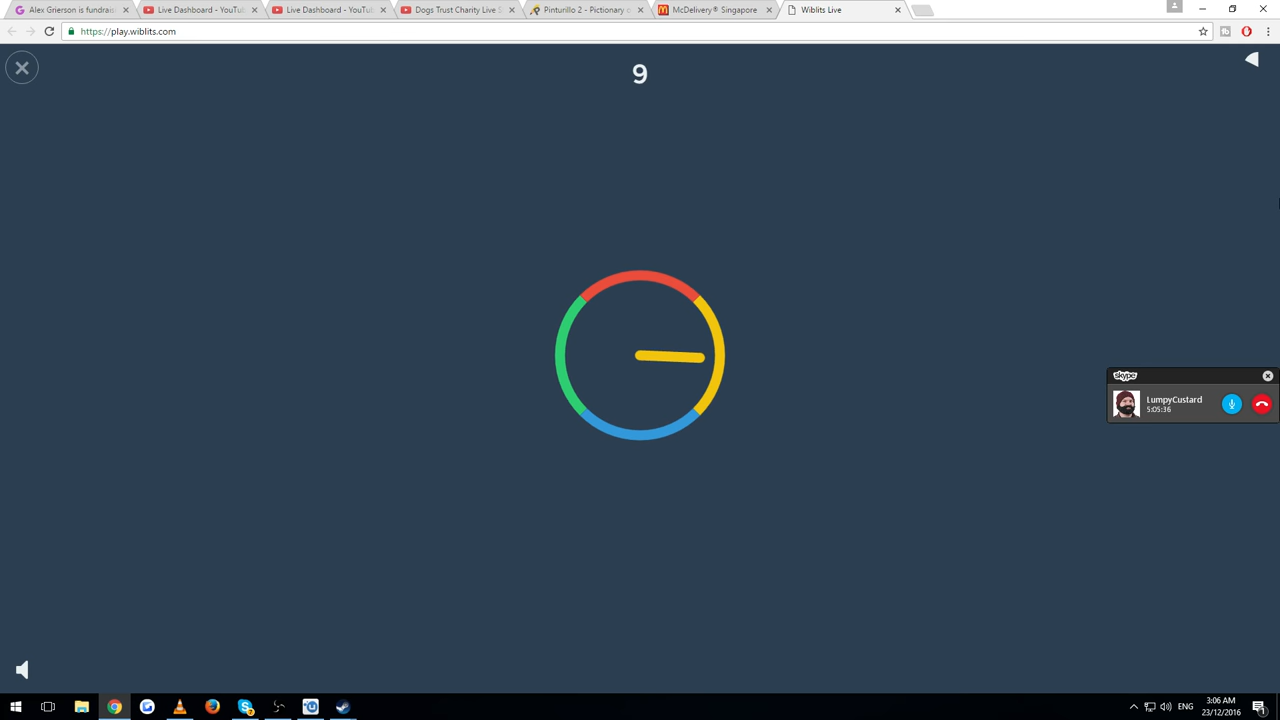 Alex Grierson is fundrais
Live Dashboard - YouTub
Live Dashboard - YouTub
Dogs Trust Charity Live S
Pinturillo 2 - Pictionary o
McDelivery® Singapore
Wiblits Live
https://play.wiblits.com
9
skype
LumpyCustard
5:05:36
ENG
3:06 AM
23/12/2016
1